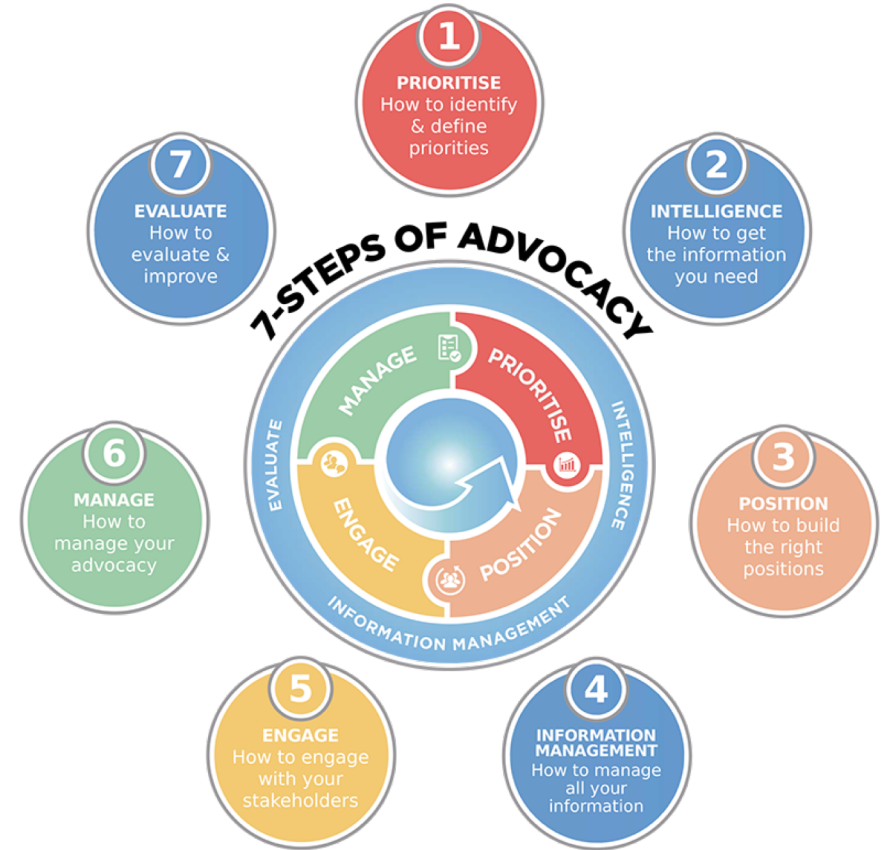 1
PRIORITISE
How to identify
& define
priorities
2
INTELLIGENCE
How to get
the information
you need
3
POSITION
How to build
the right
positions
4
INFORMATION
MANAGEMENT
How to manage
all your
information
5
ENGAGE
How to engage
with your
stakeholders
6
MANAGE
How to
manage your
advocacy
7
EVALUATE
How to
evaluate &
improve
7-STEPS OF ADVOCACY
MANAGE
PRIORITISE
POSITION
ENGAGE
EVALUATE
INTELLIGENCE
INFORMATION MANAGEMENT